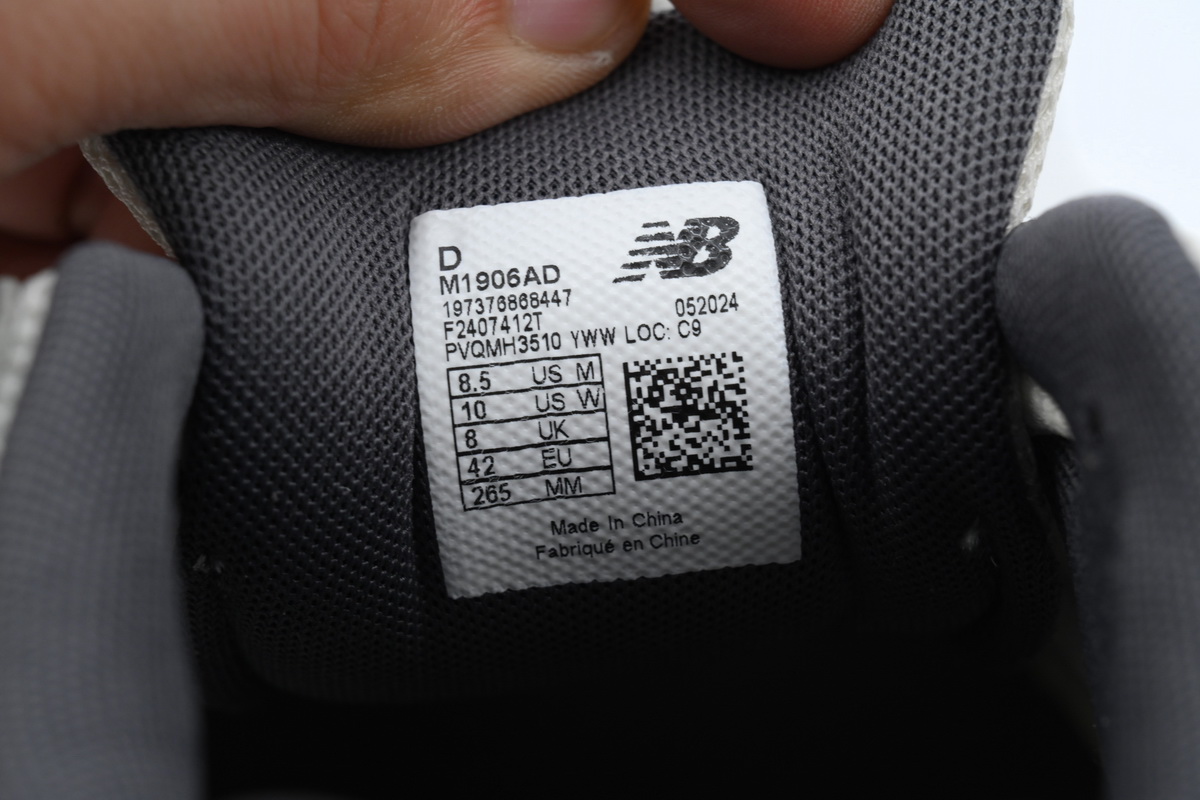 D
NB
M1906AD
197376868447
052024
F2407412T
PVQMH3510 YWW LOC: C9
8.5 US M
10 US W
8 UK
42 EU
265 MM
Made In China
Fabriqué en Chine